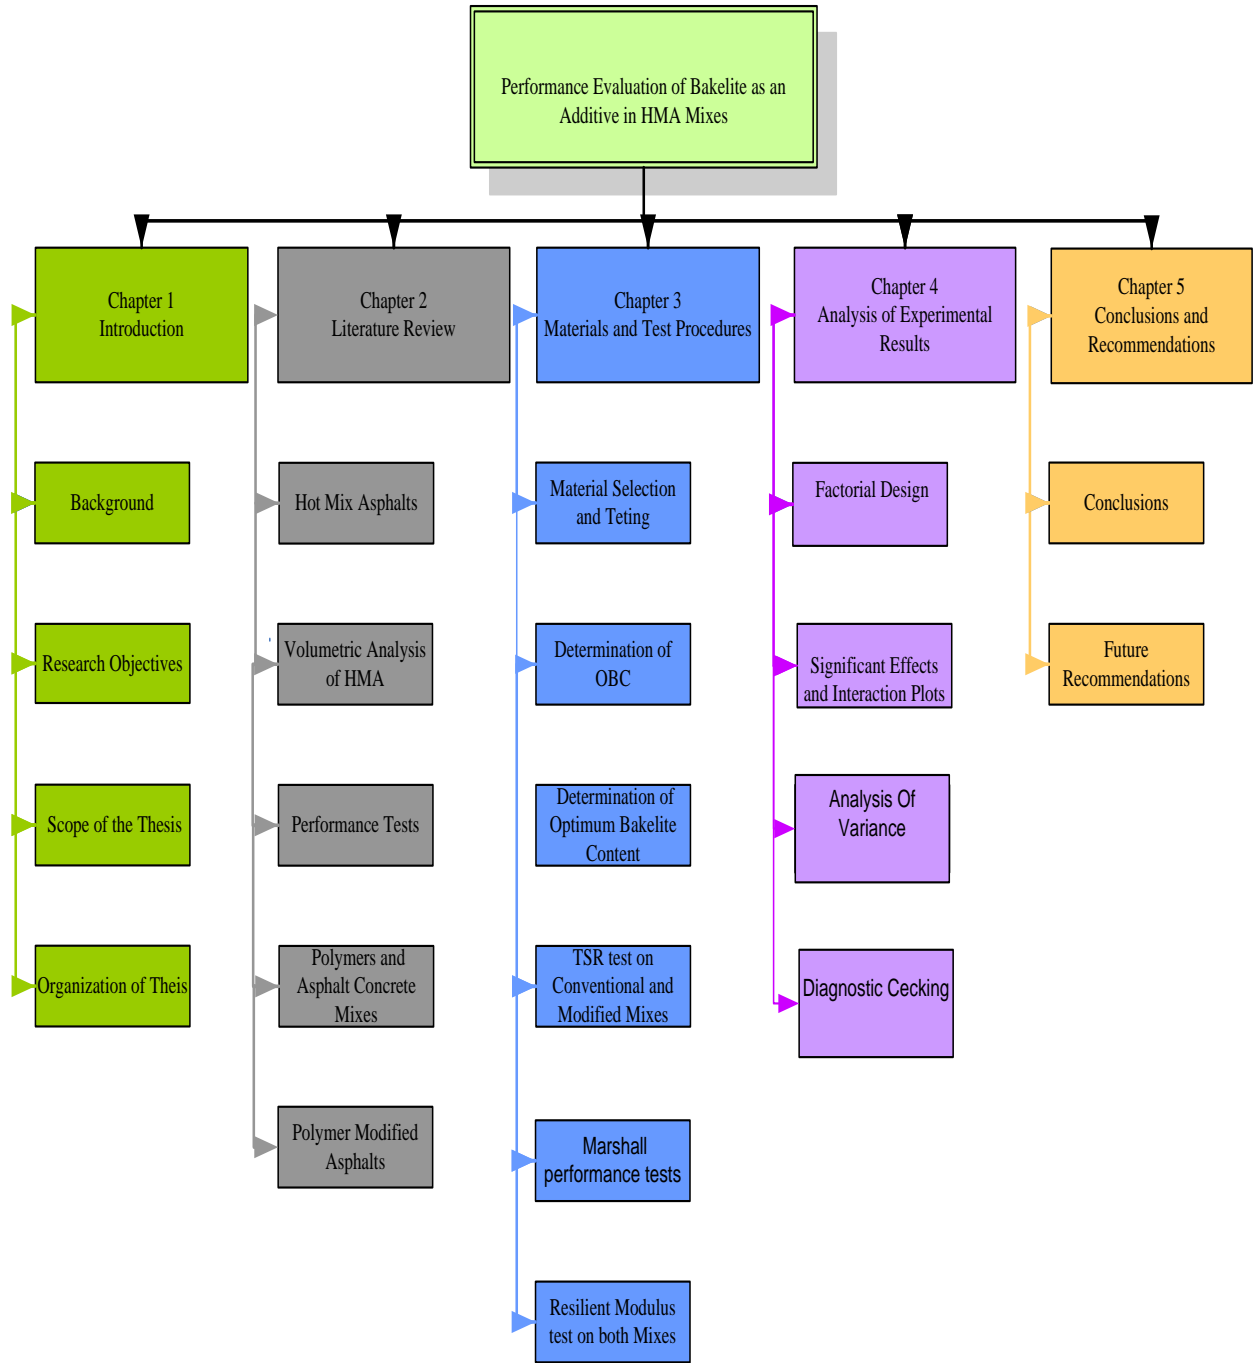 Performance Evaluation of Bakelite as an
Additive in HMA Mixes
Chapter 1
Introduction
Background
Research Objectives
Scope of the Thesis
Organization of Theis
Chapter 2
Literature Review
Hot Mix Asphalts
Volumetric Analysis
of HMA
Performance Tests
Polymers and
Asphalt Concrete
Mixes
Polymer Modified
Asphalts
Chapter 3
Materials and Test Procedures
Material Selection
and Teting
Determination of
OBC
Determination of
Optimum Bakelite
Content
TSR test on
Conventional and
Modified Mixes
Marshall
performance tests
Resilient Modulus
test on both Mixes
Chapter 4
Analysis of Experimental
Results
Factorial Design
Significant Effects
and Interaction Plots
Analysis Of
Variance
Diagnostic Cecking
Chapter 5
Conclusions and
Recommendations
Conclusions
Future
Recommendations